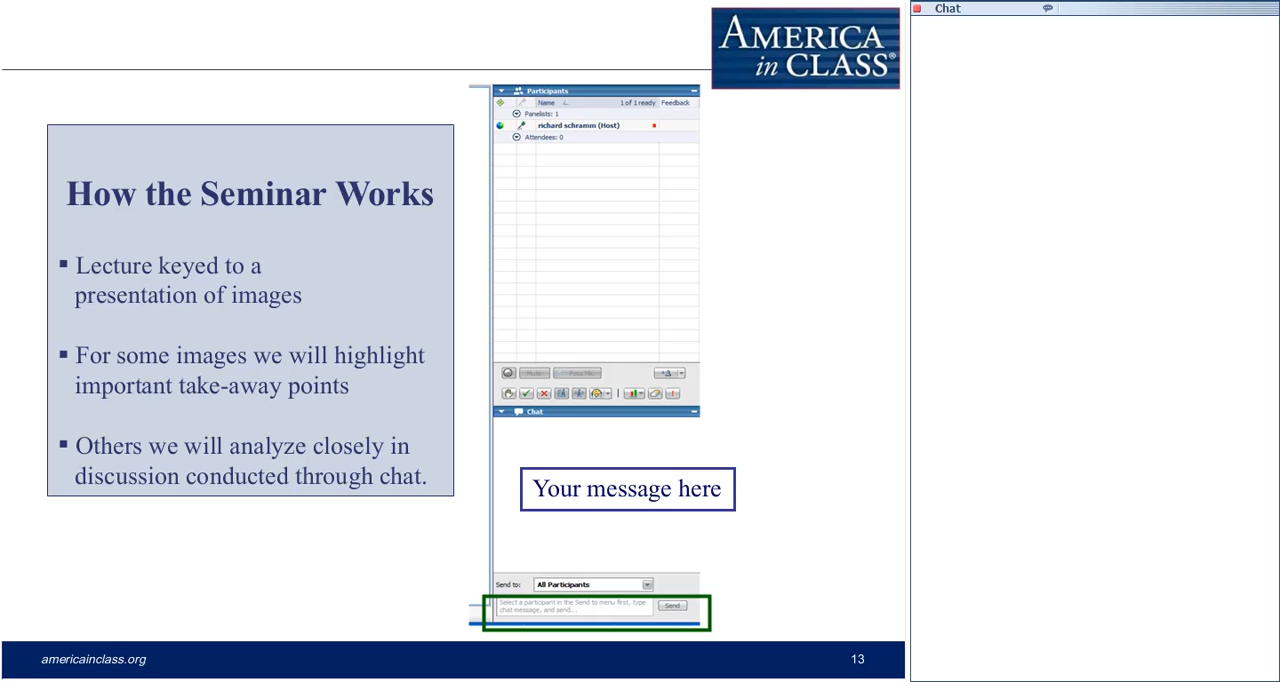 AMERICA
in CLASS®
Chat
How the Seminar Works
▪ Lecture keyed to a
presentation of images
▪ For some images we will highlight
important take-away points
▪ Others we will analyze closely in
discussion conducted through chat.
Participants
Name 1 of 1 ready Feedback
Panelists: 1
richard schramm (Host)
Attendees: 0
Mute Pass Mic
Chat
Your message here
Send to: All Participants
Select a participant in the Send to menu first, type
chat message, and send...
Send
americainclass.org
13